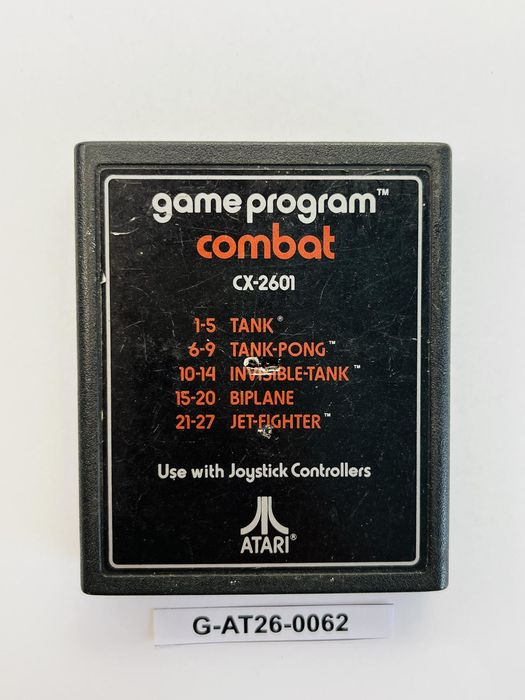 game program™
combat
CX-2601
1-5 TANK®
6-9 TANK-PONG™
10-14 INVISIBLE-TANK™
15-20 BIPLANE
21-27 JET-FIGHTER™
Use with Joystick Controllers
ATARI®
G-AT26-0062